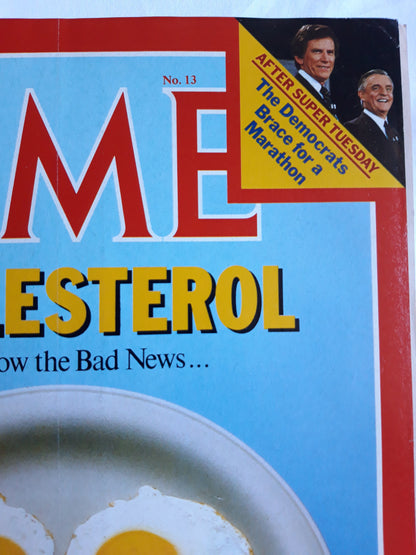 No. 13
AFTER SUPER TUESDAY
The Democrats
Brace for a
Marathon
ME
LESTEROL
ow the Bad News...